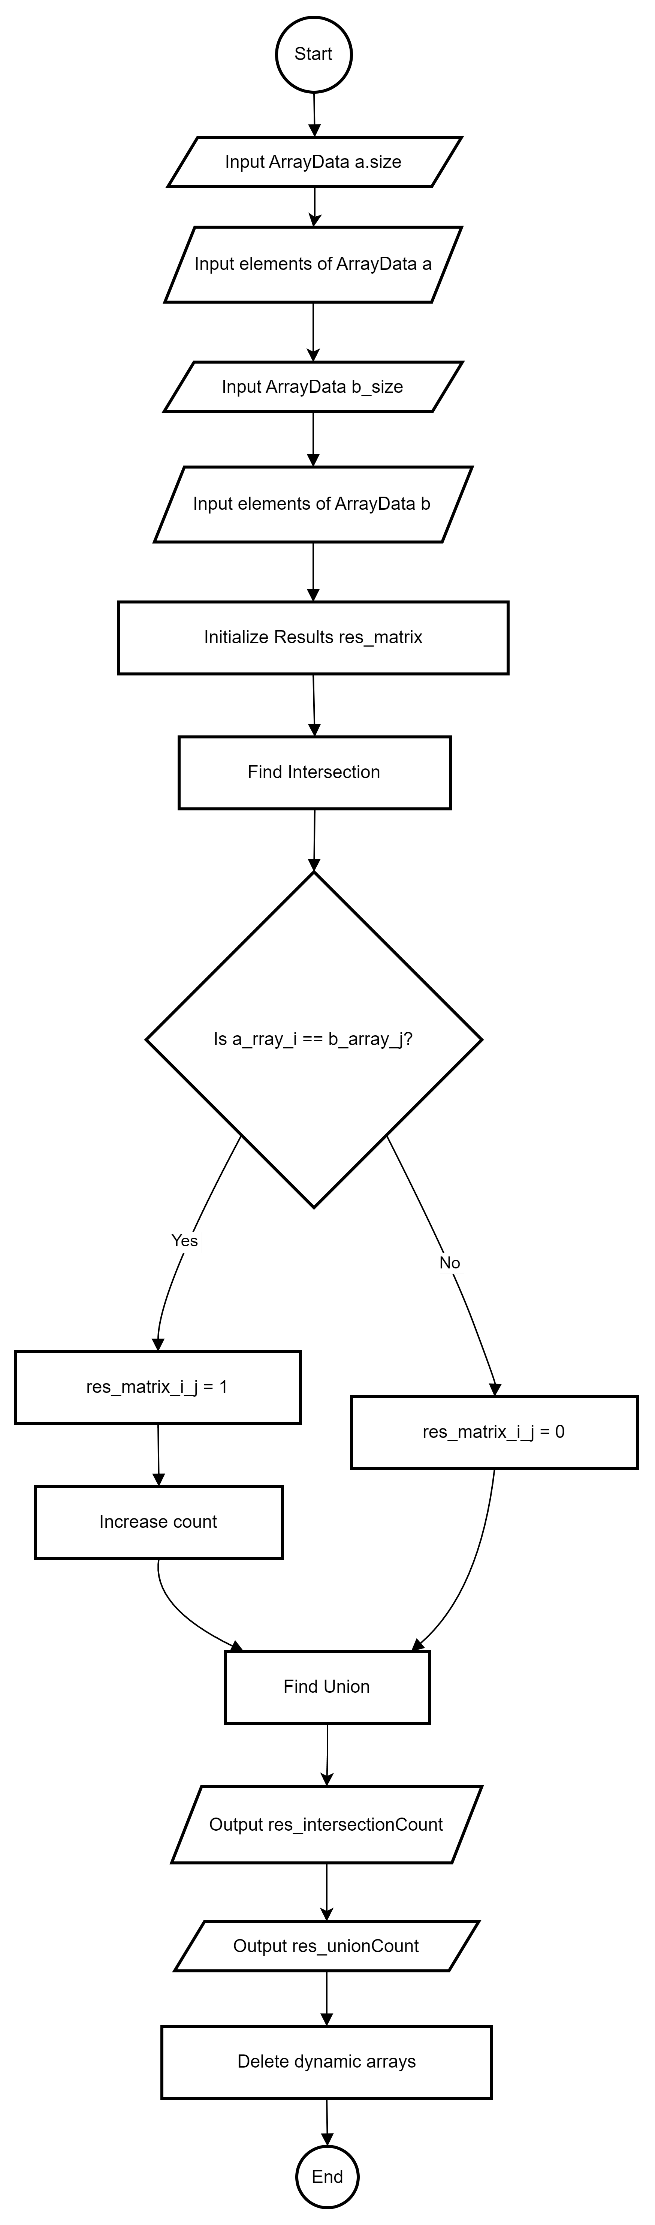 Start
Input ArrayData a.size
Input elements of ArrayData a
Input ArrayData b_size
Input elements of ArrayData b
Initialize Results res_matrix
Find Intersection
Is a_rray_i == b_array_j?
Yes
No
res_matrix_i_j = 1
res_matrix_i_j = 0
Increase count
Find Union
Output res_intersectionCount
Output res_unionCount
Delete dynamic arrays
End